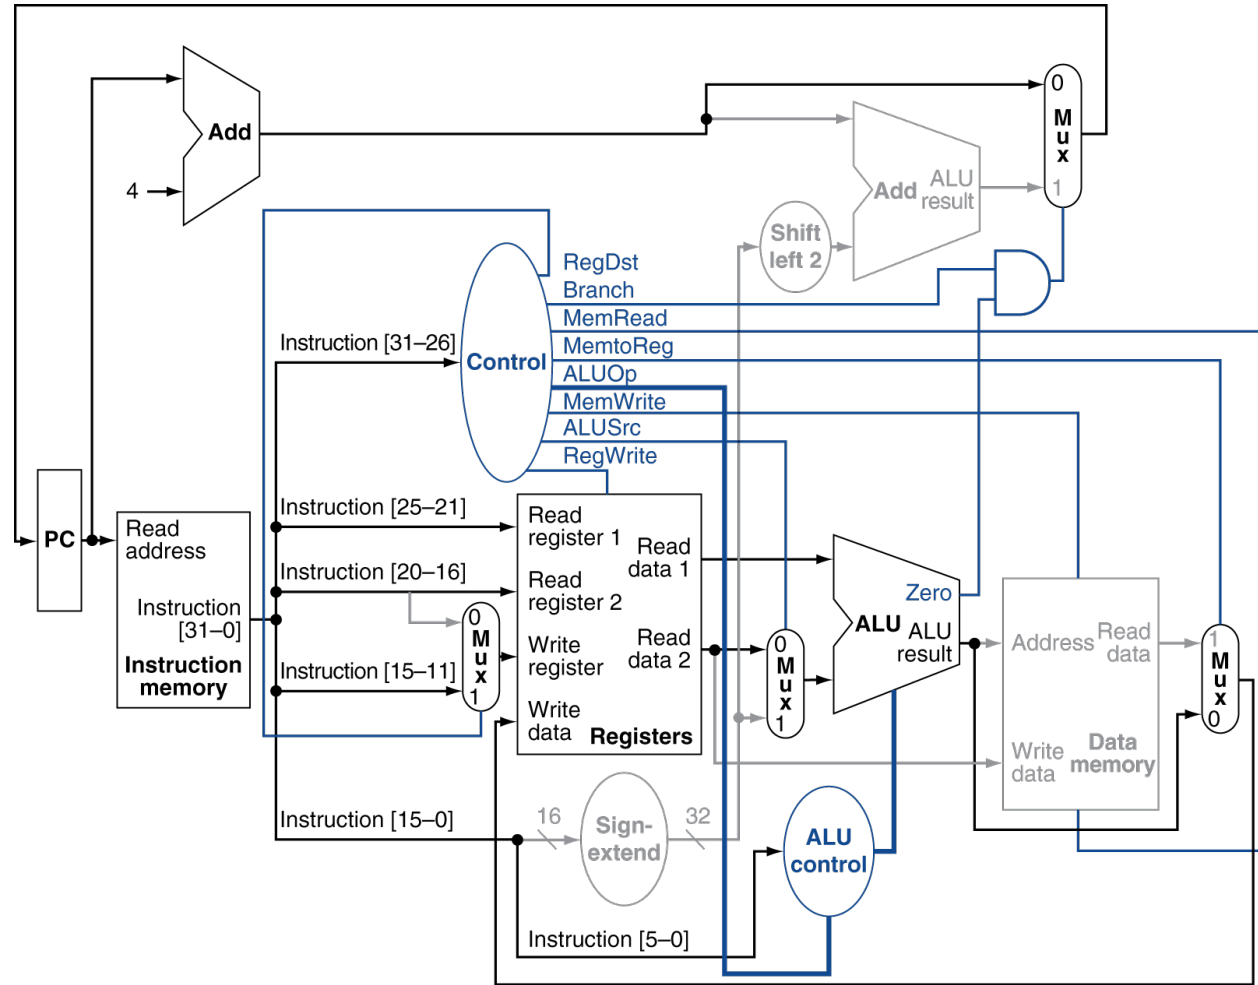 0
M
u
x
1
Add
4
Add
ALU
result
Shift
left 2
RegDst
Branch
MemRead
MemtoReg
ALUOp
MemWrite
ALUSrc
RegWrite
Instruction [31–26]
Control
PC
Read
address
Instruction
[31–0]
Instruction
memory
Instruction [25–21]
Instruction [20–16]
Instruction [15–11]
0
M
u
x
1
Read
register 1
Read
register 2
Write
register
Write
data
Read
data 1
Read
data 2
Registers
0
M
u
x
1
Zero
ALU
ALU
result
Address
Read
data
Write
data
Data
memory
1
M
u
x
0
Instruction [15–0]
16
Sign-
extend
32
ALU
control
Instruction [5–0]